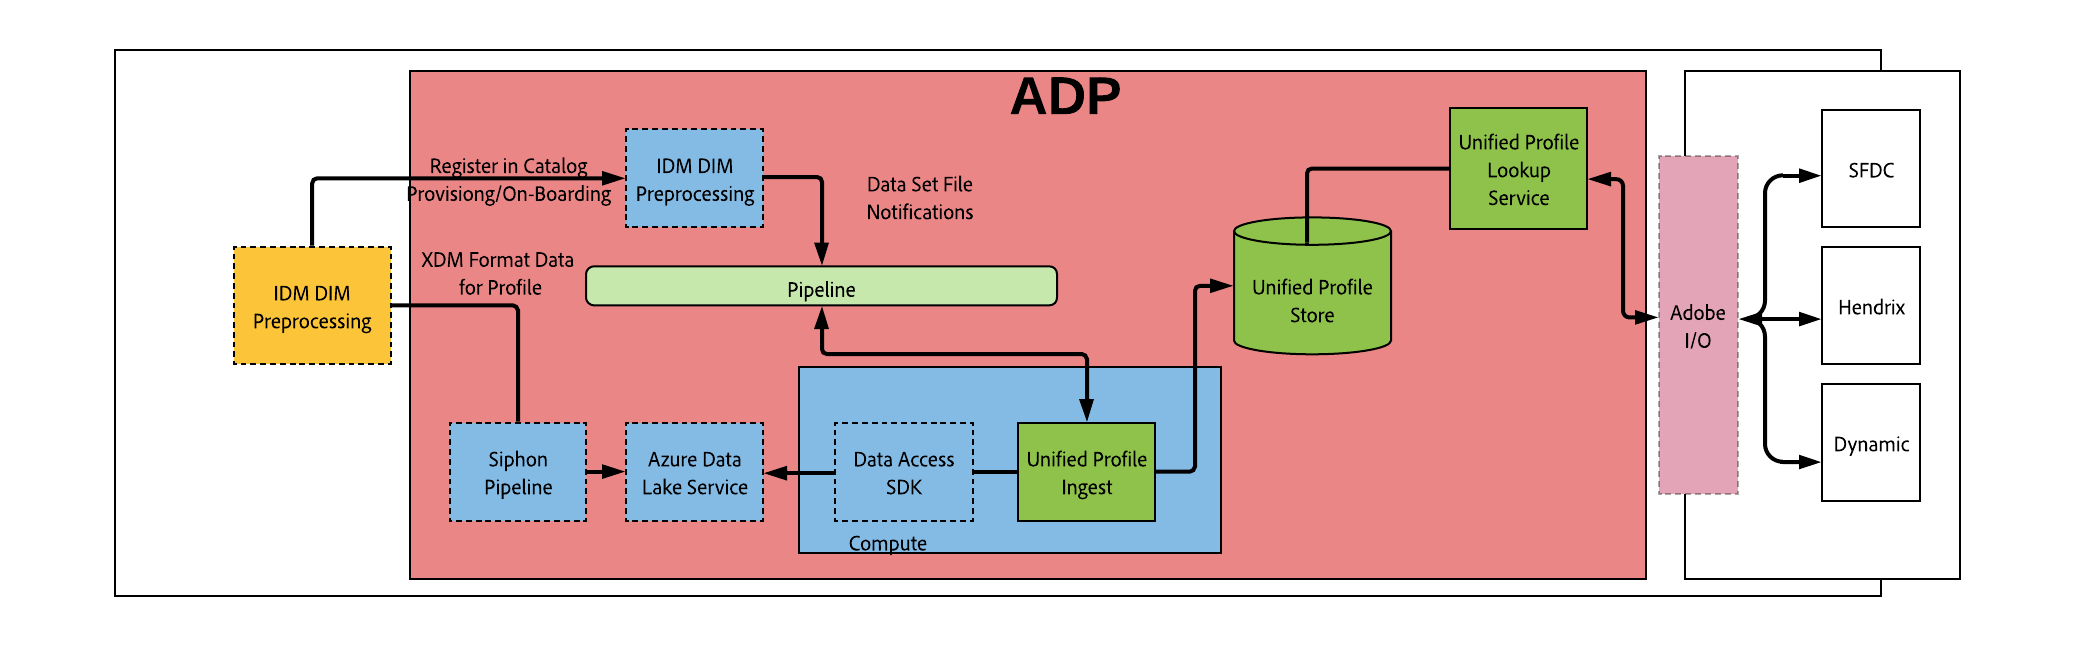 ADP
Register in Catalog
Provisiong/On-Boarding
IDM DIM
Preprocessing
Data Set File
Notifications
Unified Profile
Lookup
Service
SFDC
XDM Format Data
for Profile
IDM DIM
Preprocessing
Pipeline
Unified Profile
Store
Adobe
I/O
Hendrix
Siphon
Pipeline
Azure Data
Lake Service
Data Access
SDK
Unified Profile
Ingest
Dynamic
Compute